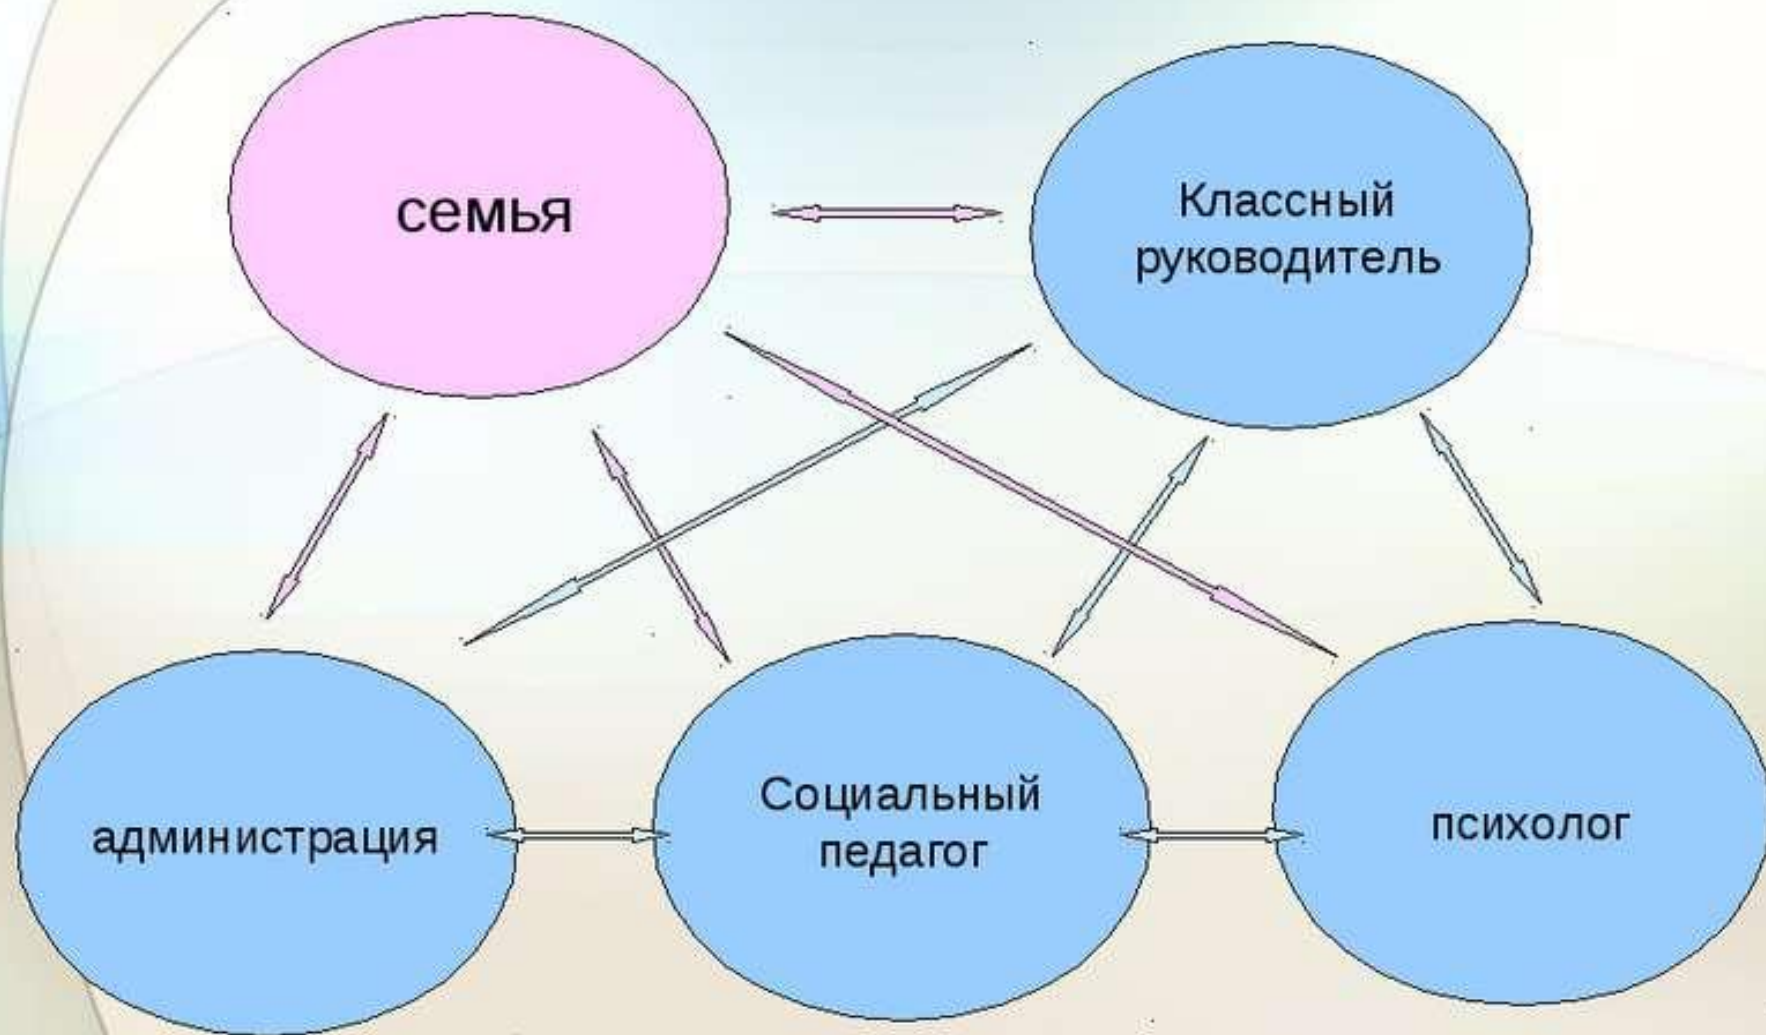 семья
Классный
руководитель
администрация
Социальный
педагог
психолог